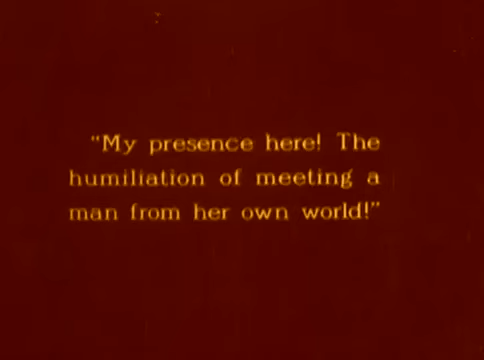 “My presence here! The
humiliation of meeting a
man from her own world!”